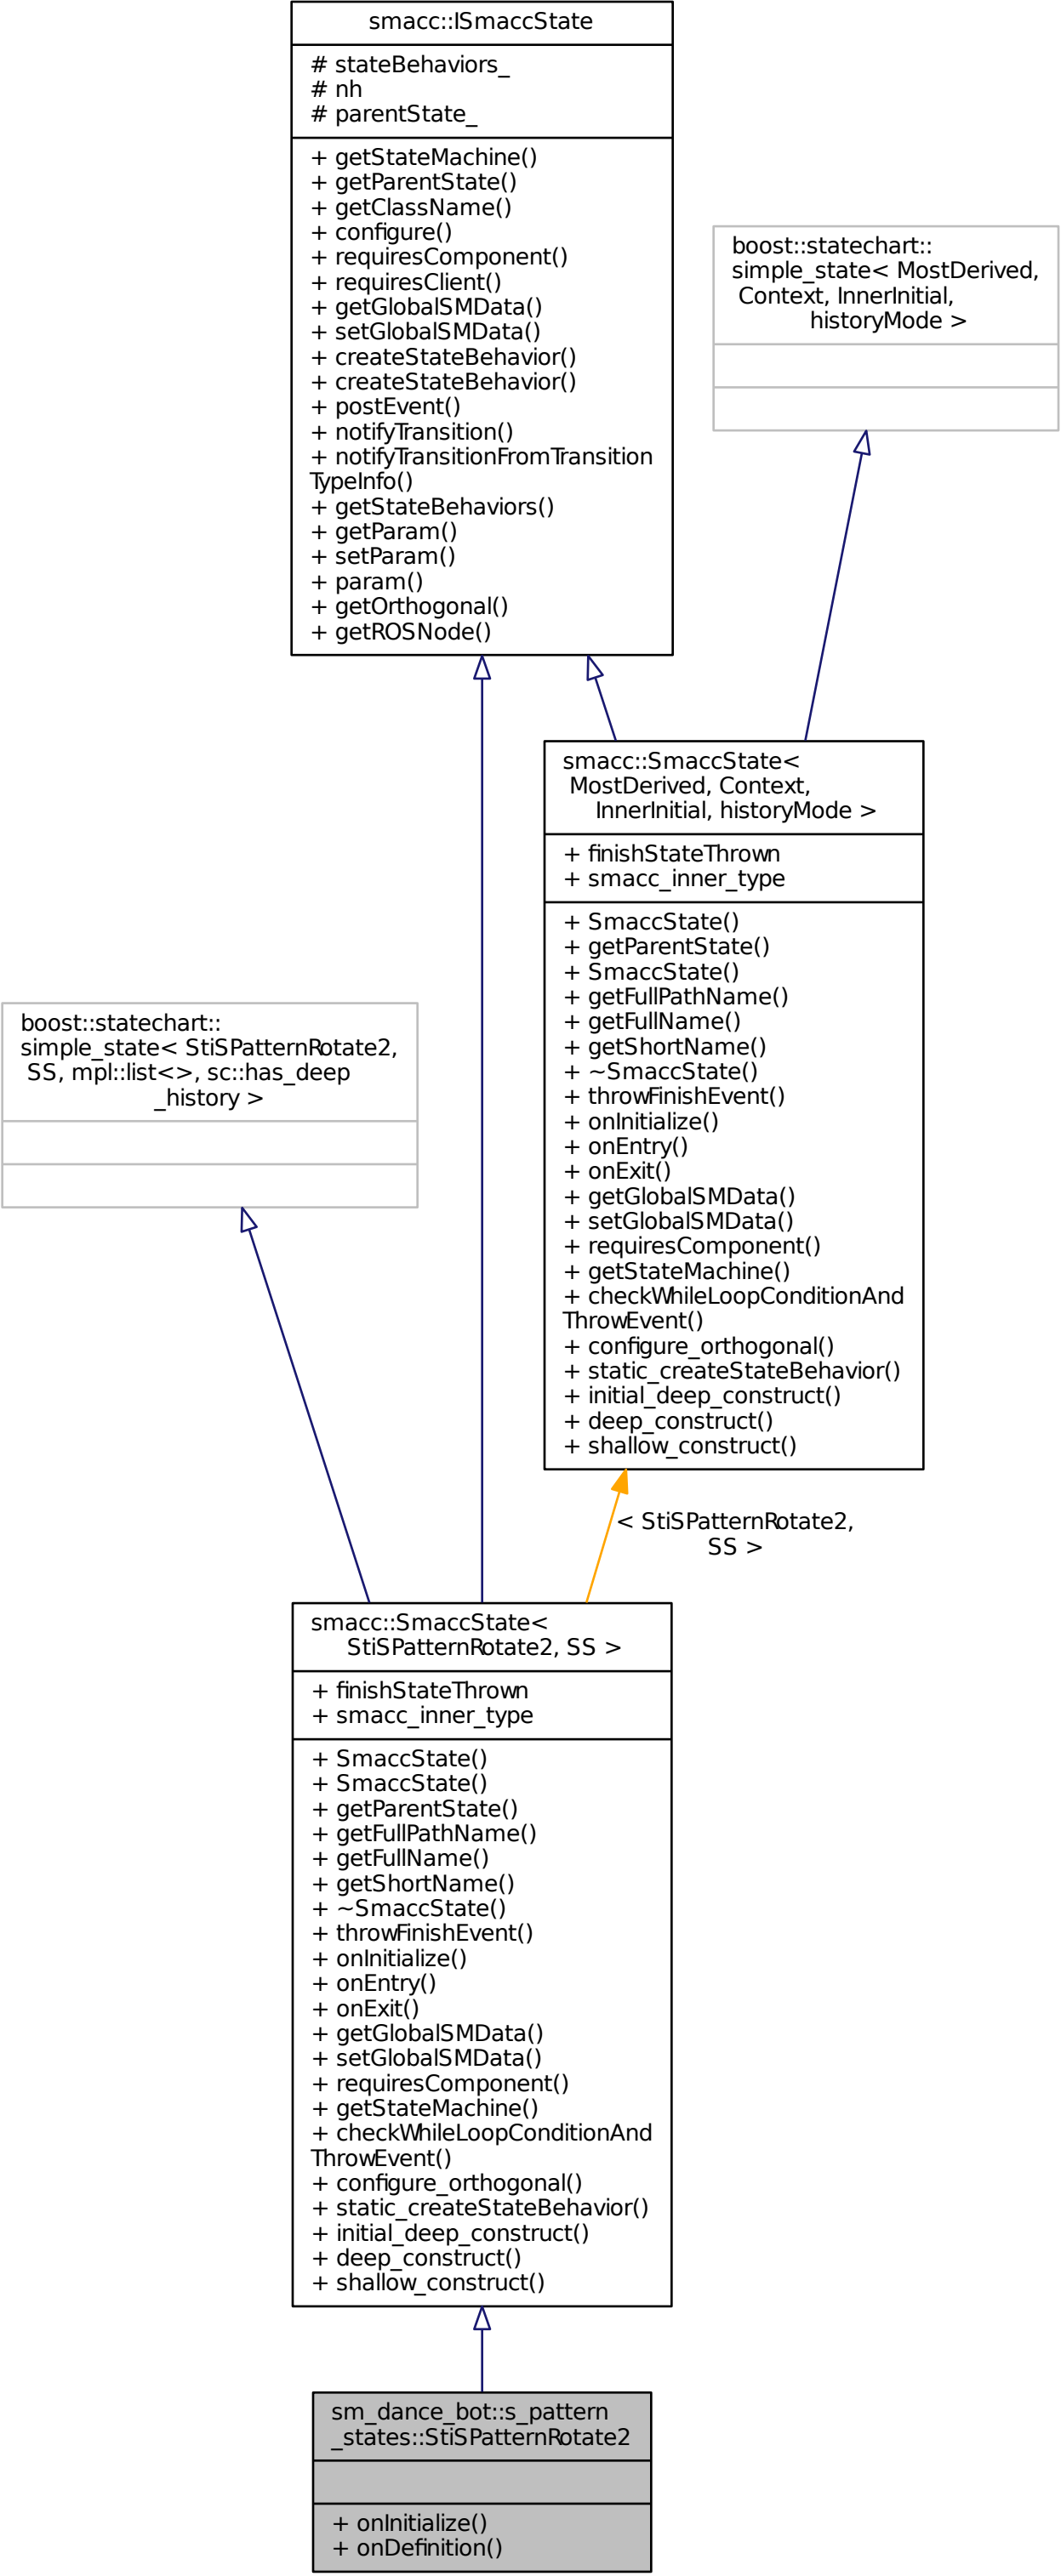 smacc::ISmaccState
# stateBehaviors_
# nh
# parentState_
+ getStateMachine()
+ getParentState()
+ getClassName()
+ configure()
+ requiresComponent()
+ requiresClient()
+ getGlobalSMData()
+ setGlobalSMData()
+ createStateBehavior()
+ createStateBehavior()
+ postEvent()
+ notifyTransition()
+ notifyTransitionFromTransition
TypeInfo()
+ getStateBehaviors()
+ getParam()
+ setParam()
+ param()
+ getOrthogonal()
+ getROSNode()
boost::statechart::
simple_state< MostDerived,
Context, InnerInitial,
historyMode >
smacc::SmaccState<
MostDerived, Context,
InnerInitial, historyMode >
+ finishStateThrown
+ smacc_inner_type
+ SmaccState()
+ getParentState()
+ SmaccState()
+ getFullPathName()
+ getFullName()
+ getShortName()
+ ~SmaccState()
+ throwFinishEvent()
+ onInitialize()
+ onEntry()
+ onExit()
+ getGlobalSMData()
+ setGlobalSMData()
+ requiresComponent()
+ getStateMachine()
+ checkWhileLoopConditionAnd
ThrowEvent()
+ configure_orthogonal()
+ static_createStateBehavior()
+ initial_deep_construct()
+ deep_construct()
+ shallow_construct()
boost::statechart::
simple_state< StiSPatternRotate2,
SS, mpl::list<>, sc::has_deep
_history >
< StiSPatternRotate2,
SS >
smacc::SmaccState<
StiSPatternRotate2, SS >
+ finishStateThrown
+ smacc_inner_type
+ SmaccState()
+ SmaccState()
+ getParentState()
+ getFullPathName()
+ getFullName()
+ getShortName()
+ ~SmaccState()
+ throwFinishEvent()
+ onInitialize()
+ onEntry()
+ onExit()
+ getGlobalSMData()
+ setGlobalSMData()
+ requiresComponent()
+ getStateMachine()
+ checkWhileLoopConditionAnd
ThrowEvent()
+ configure_orthogonal()
+ static_createStateBehavior()
+ initial_deep_construct()
+ deep_construct()
+ shallow_construct()
sm_dance_bot::s_pattern
_states::StiSPatternRotate2
+ onInitialize()
+ onDefinition()